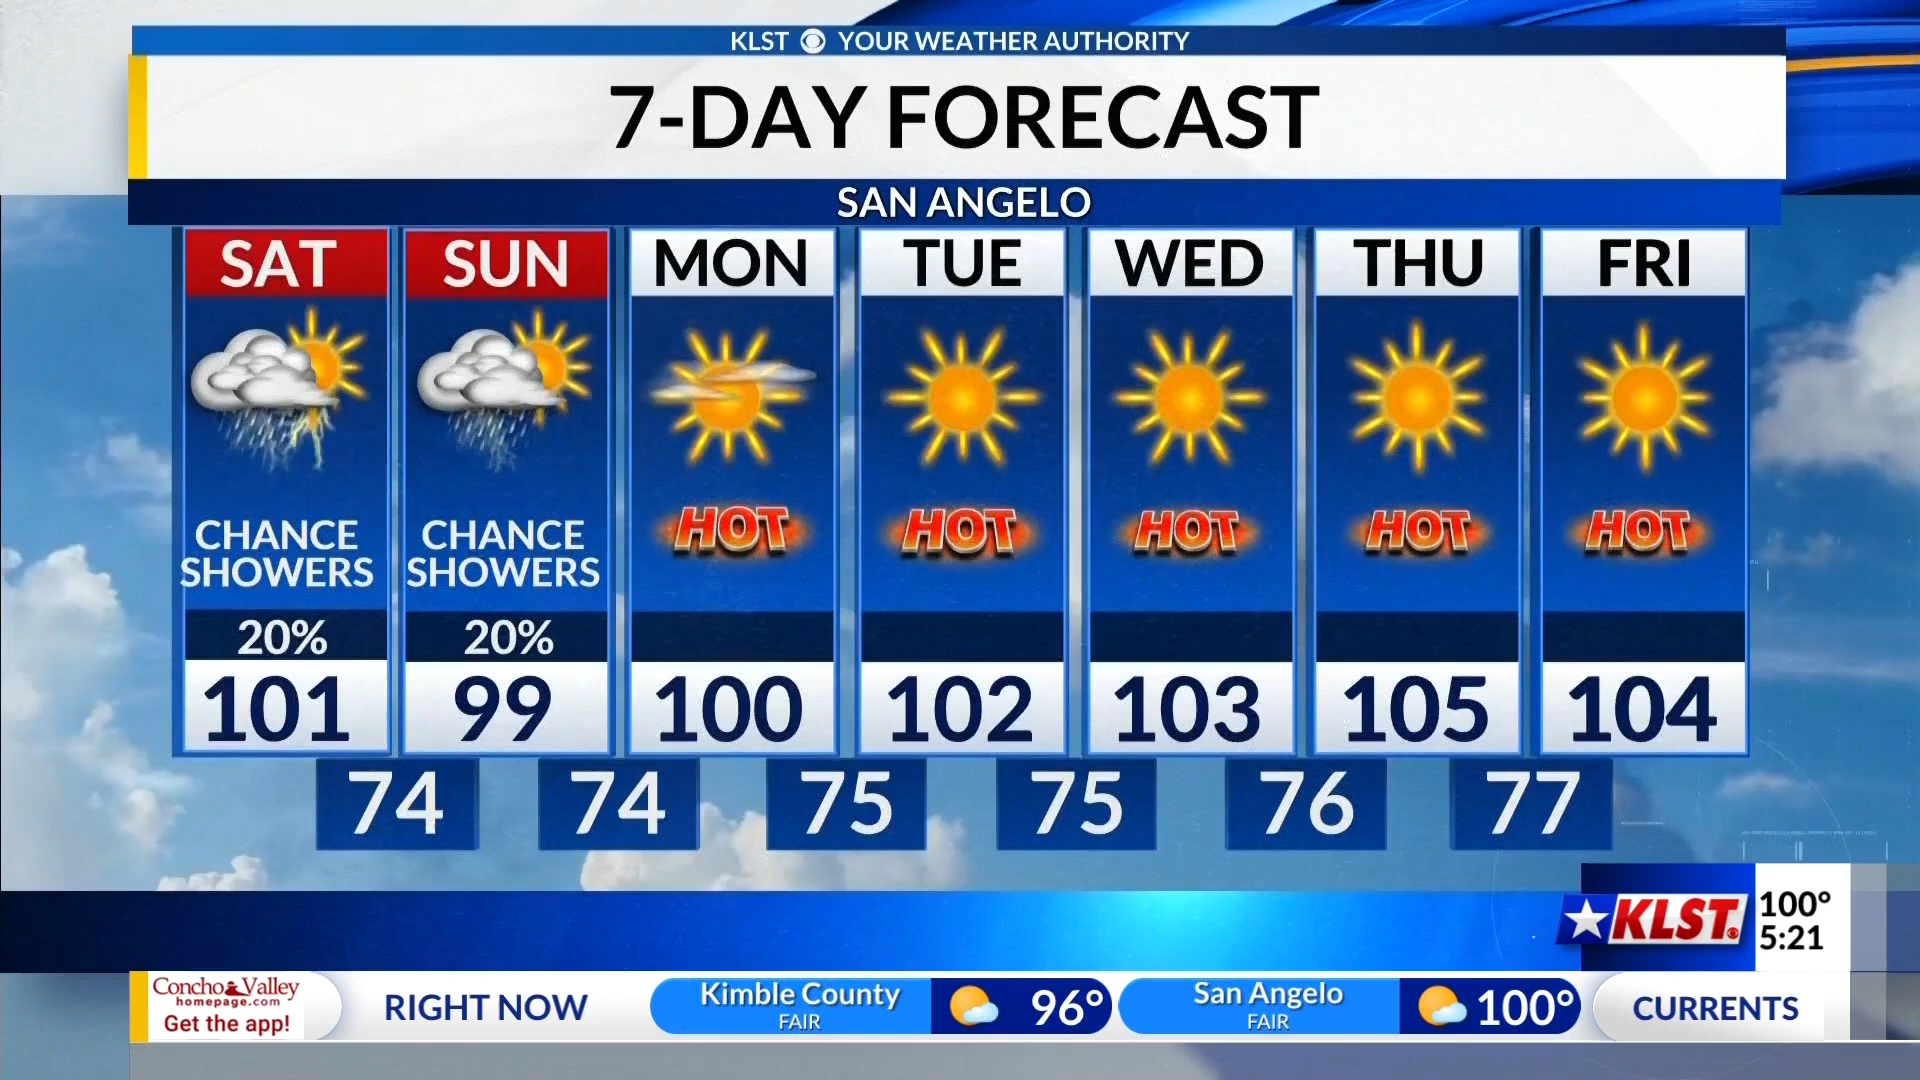 KLST YOUR WEATHER AUTHORITY
7-DAY FORECAST
SAN ANGELO
SAT SUN MON TUE WED THU FRI
HOT HOT HOT HOT HOT
CHANCE CHANCE
SHOWERS SHOWERS
20% 20%
101 99 100 102 103 105 104
74 74 75 75 76 77
KLST.
100°
5:21
Concho Valley
homepage.com
Get the app!
RIGHT NOW
Kimble County
FAIR
96°
San Angelo
FAIR
100°
CURRENTS